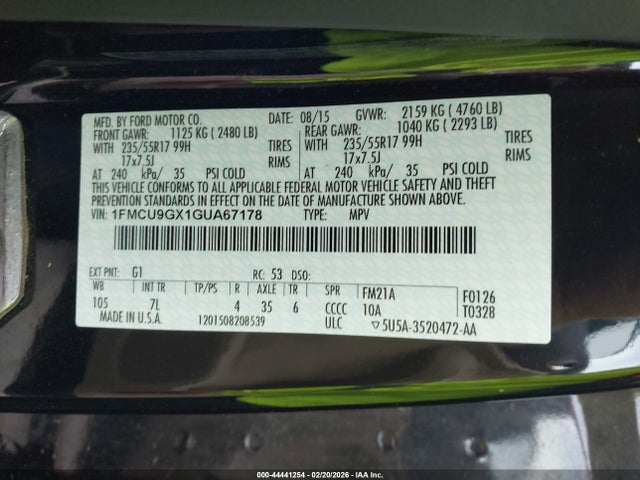 MFD. BY FORD MOTOR CO. DATE: 08/15 GVWR: 2159 KG ( 4760 LB)
FRONT GAWR: 1125 KG ( 2480 LB) REAR GAWR: 1040 KG ( 2293 LB)
WITH 235/55R17 99H TIRES WITH 235/55R17 99H TIRES
17x7.5J RIMS 17x7.5J RIMS
AT 240 kPa/ 35 PSI COLD AT 240 kPa/ 35 PSI COLD
THIS VEHICLE CONFORMS TO ALL APPLICABLE FEDERAL MOTOR VEHICLE SAFETY AND THEFT
PREVENTION STANDARDS IN EFFECT ON THE DATE OF MANUFACTURE SHOWN ABOVE.
VIN: 1FMCU9GX1GUA67178 TYPE: MPV
EXT PNT: G1 RC: 53 DSO:
WB INT TR TP/PS R AXLE TR SPR FM21A F0126
105 7L 4 35 6 CCCC 10A T0328
MADE IN U.S.A. 1201508208539 ULC ▽5U5A-3520472-AA
000-44441254 - 02/20/2026 - IAA Inc.